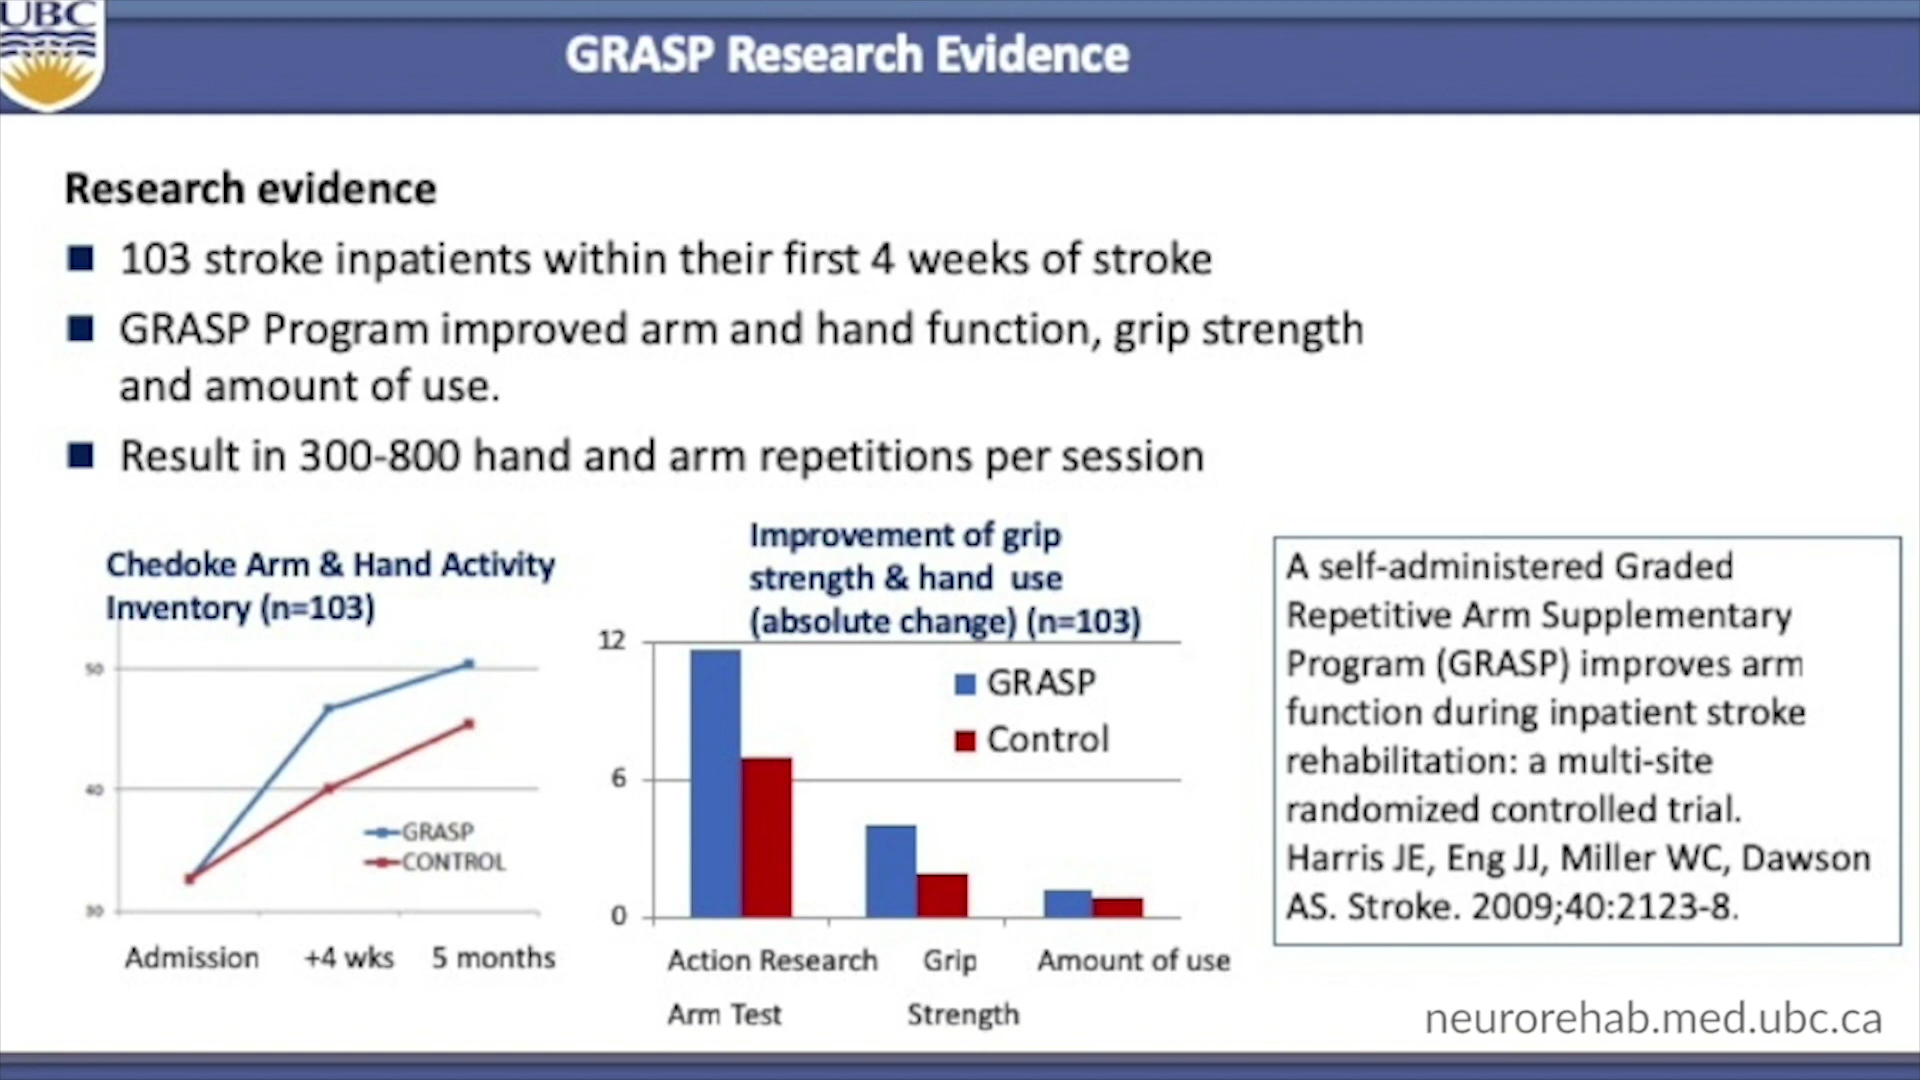 UBC
GRASP Research Evidence
Research evidence
103 stroke inpatients within their first 4 weeks of stroke
GRASP Program improved arm and hand function, grip strength
and amount of use.
Result in 300-800 hand and arm repetitions per session
Chedoke Arm & Hand Activity
Inventory (n=103)
50
40
30
GRASP
CONTROL
Admission +4 wks 5 months
Improvement of grip
strength & hand use
(absolute change) (n=103)
12
6
0
GRASP
Control
Action Research Grip Amount of use
Arm Test Strength
A self-administered Graded
Repetitive Arm Supplementary
Program (GRASP) improves arm
function during inpatient stroke
rehabilitation: a multi-site
randomized controlled trial.
Harris JE, Eng JJ, Miller WC, Dawson
AS. Stroke. 2009;40:2123-8.
neurorehab.med.ubc.ca